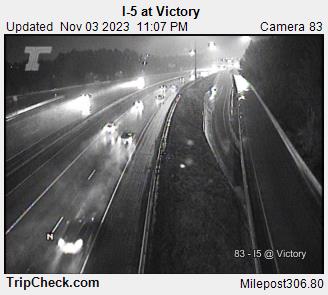 I-5 at Victory
Updated Nov 03 2023 11:07 PM Camera 83
T
N
83 - I5 @ Victory
TripCheck.com Milepost306.80